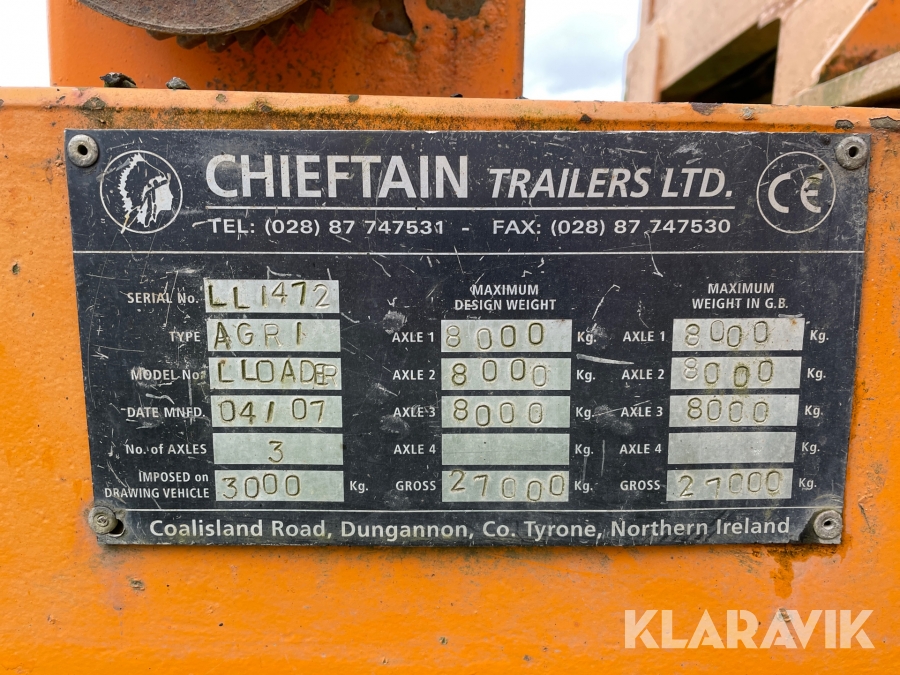 CHIEFTAIN TRAILERS LTD.
CE
TEL: (028) 87 747531 - FAX: (028) 87 747530
SERIAL No. LL1472
TYPE AGRI
MODEL No. LLOADER
DATE MNFD. 04/07
No. of AXLES 3
IMPOSED on DRAWING VEHICLE 3000 Kg.
MAXIMUM DESIGN WEIGHT
AXLE 1 8000 Kg.
AXLE 2 8000 Kg.
AXLE 3 8000 Kg.
AXLE 4 Kg.
GROSS 27000 Kg.
MAXIMUM WEIGHT IN G.B.
AXLE 1 8000 Kg.
AXLE 2 8000 Kg.
AXLE 3 8000 Kg.
AXLE 4 Kg.
GROSS 27000 Kg.
Coalisland Road, Dungannon, Co. Tyrone, Northern Ireland
KLARAVIK